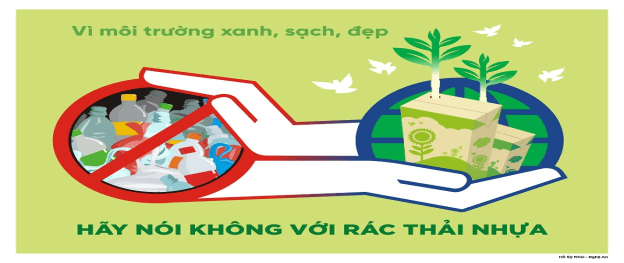 Vì môi trường xanh, sạch, đẹp
HÃY NÓI KHÔNG VỚI RÁC THẢI NHỰA